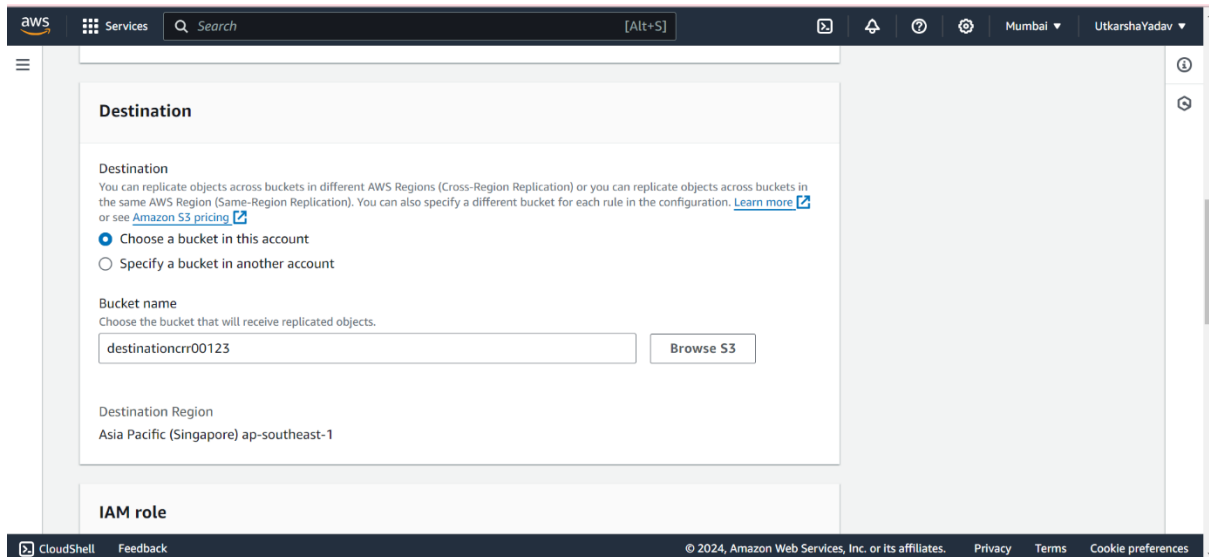 aws Services Search [Alt+S] Mumbai ▼ UtkarshaYadav ▼
Destination
Destination
You can replicate objects across buckets in different AWS Regions (Cross-Region Replication) or you can replicate objects across buckets in
the same AWS Region (Same-Region Replication). You can also specify a different bucket for each rule in the configuration. Learn more
or see Amazon S3 pricing
Choose a bucket in this account
Specify a bucket in another account
Bucket name
Choose the bucket that will receive replicated objects.
destinationcrr00123 Browse S3
Destination Region
Asia Pacific (Singapore) ap-southeast-1
IAM role
CloudShell Feedback © 2024, Amazon Web Services, Inc. or its affiliates. Privacy Terms Cookie preferences